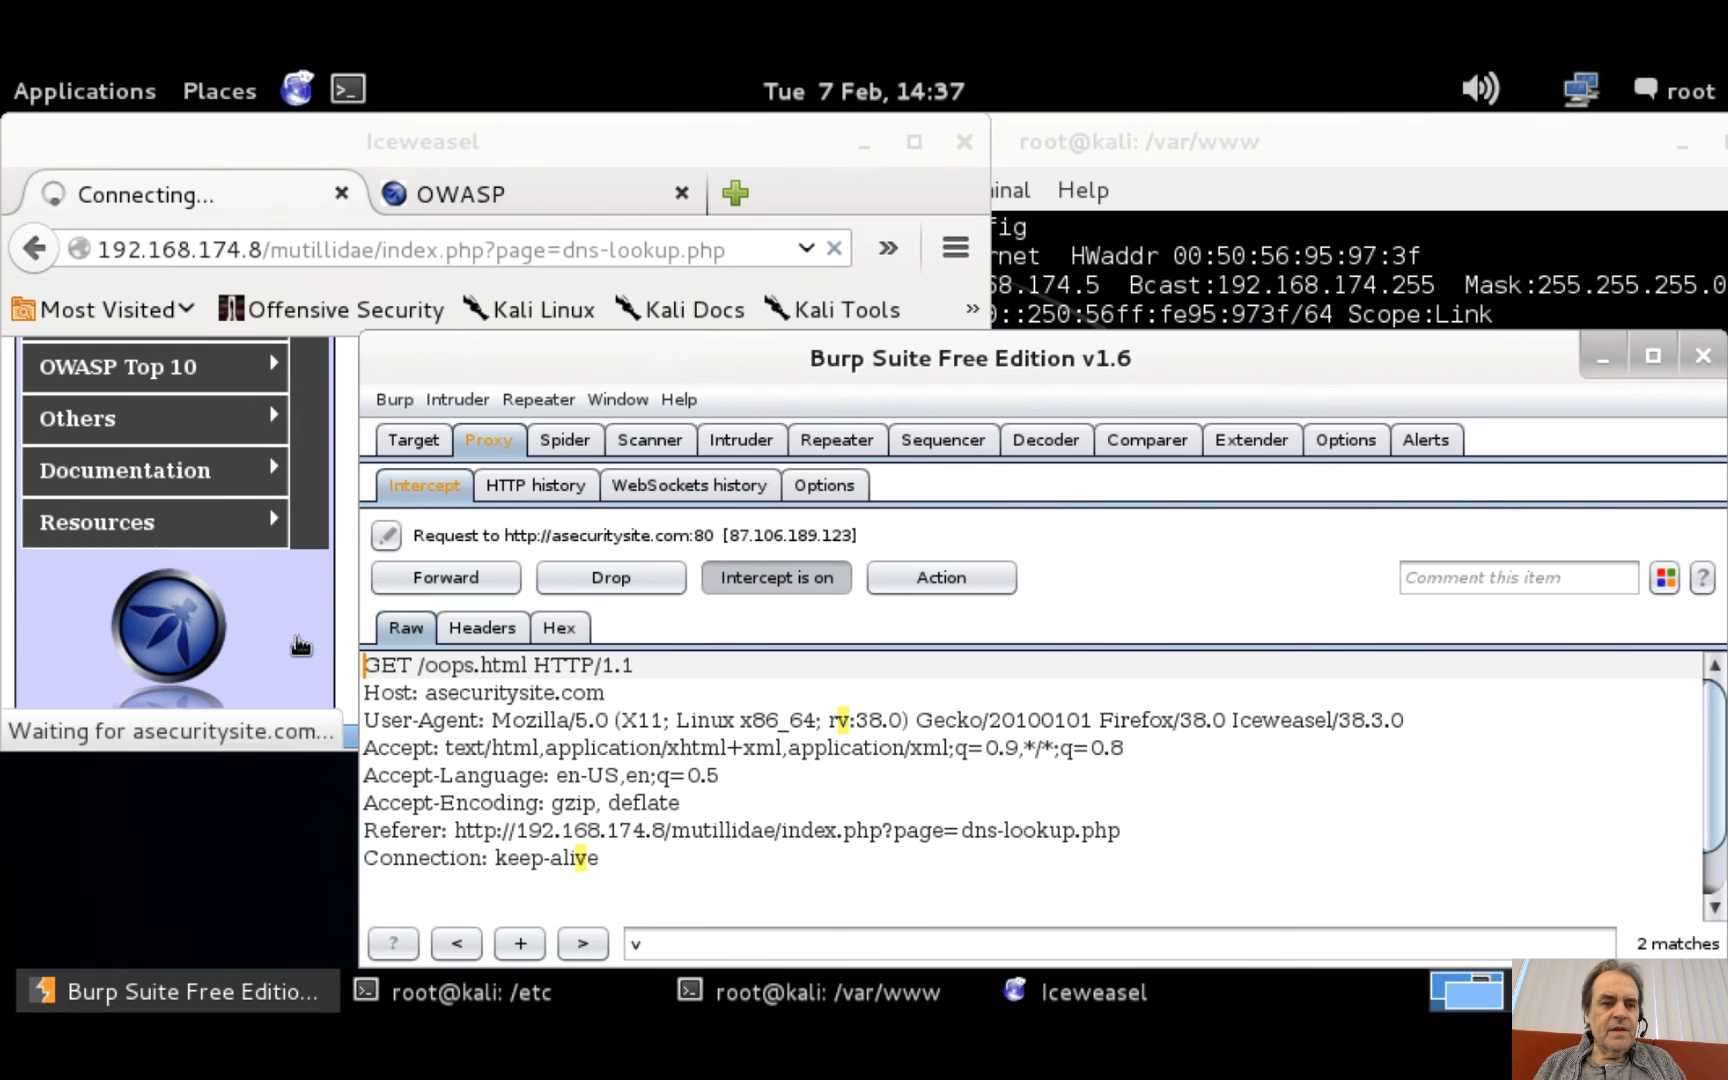 Applications Places Tue 7 Feb, 14:37 root
Iceweasel
root@kali: /var/www
Connecting... OWASP
Help
192.168.174.8/mutillidae/index.php?page=dns-lookup.php
Most Visited Offensive Security Kali Linux Kali Docs Kali Tools »
HWaddr 00:50:56:95:97:3f
Bcast:192.168.174.255 Mask:255.255.255.0
::250:56ff:fe95:973f/64 Scope:Link
OWASP Top 10
Others
Documentation
Resources
Waiting for asecuritysite.com...
Burp Suite Free Edition v1.6
Burp Intruder Repeater Window Help
Target Proxy Spider Scanner Intruder Repeater Sequencer Decoder Comparer Extender Options Alerts
Intercept HTTP history WebSockets history Options
Request to http://asecuritysite.com:80 [87.106.189.123]
Forward Drop Intercept is on Action Comment this item ?
Raw Headers Hex
GET /oops.html HTTP/1.1
Host: asecuritysite.com
User-Agent: Mozilla/5.0 (X11; Linux x86_64; rv:38.0) Gecko/20100101 Firefox/38.0 Iceweasel/38.3.0
Accept: text/html,application/xhtml+xml,application/xml;q=0.9,*/*;q=0.8
Accept-Language: en-US,en;q=0.5
Accept-Encoding: gzip, deflate
Referer: http://192.168.174.8/mutillidae/index.php?page=dns-lookup.php
Connection: keep-alive
? < + > v 2 matches
Burp Suite Free Editio... root@kali: /etc root@kali: /var/www Iceweasel